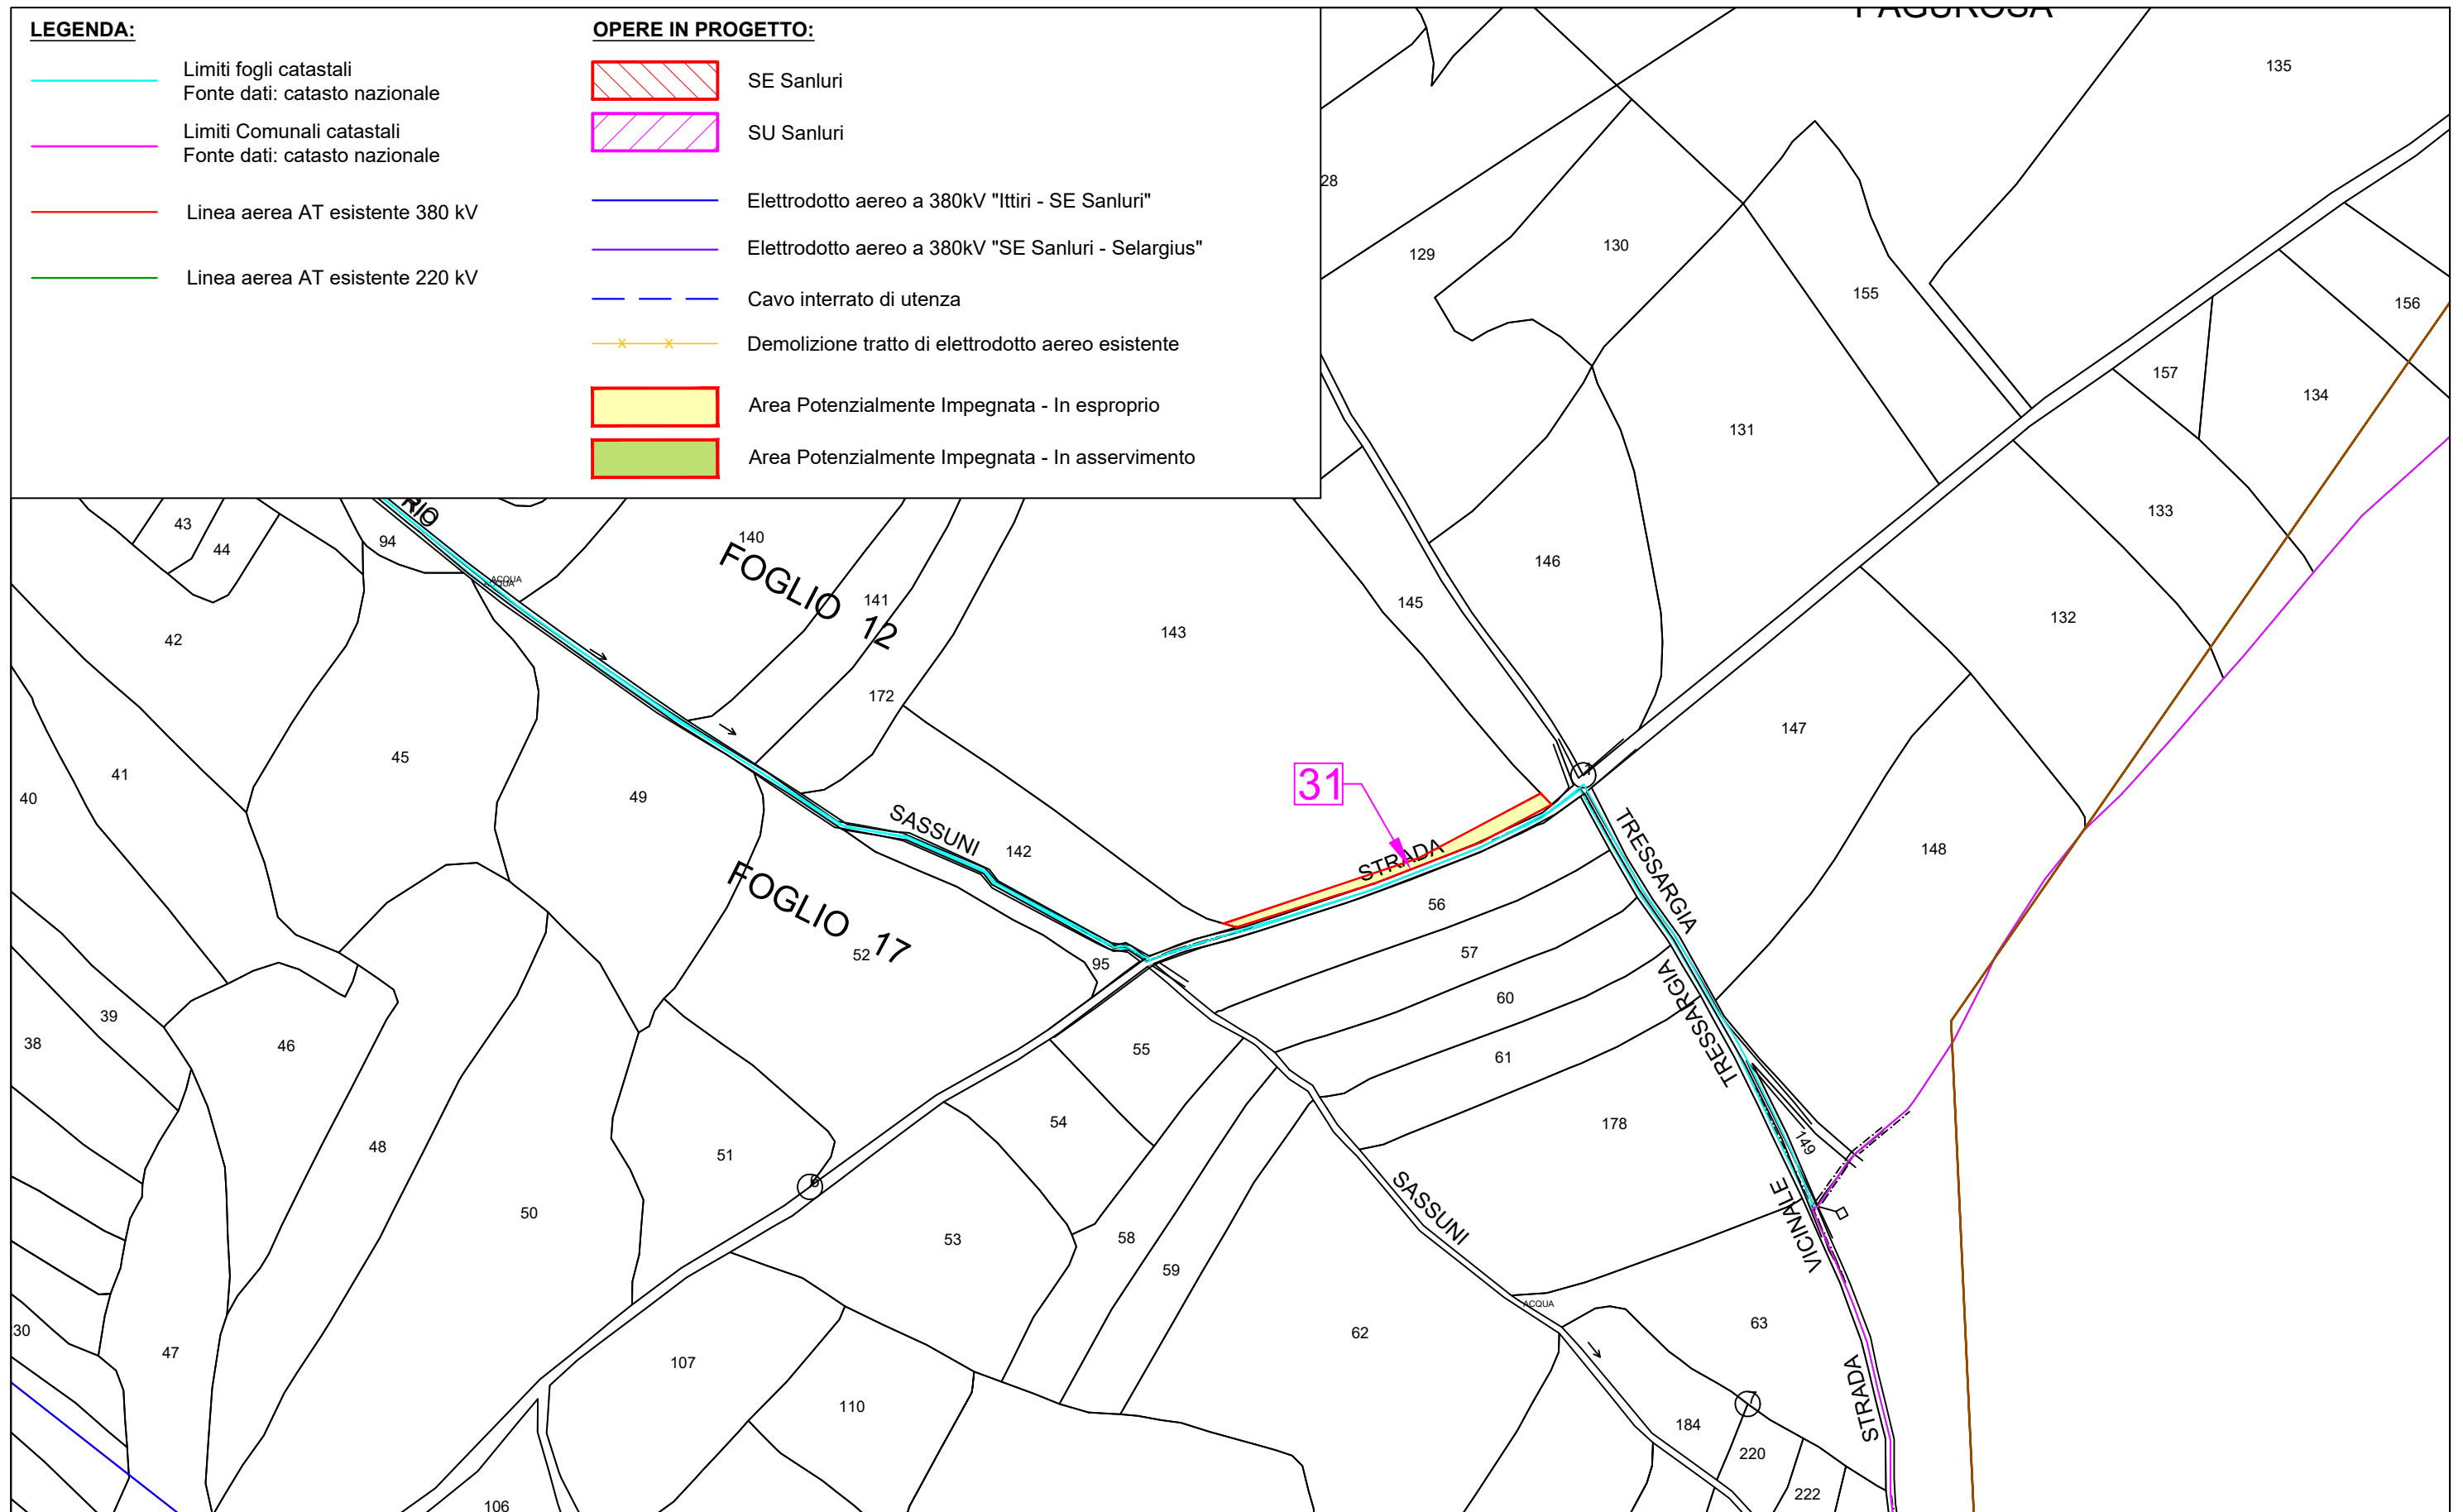 LEGENDA:
Limiti fogli catastali
Fonte dati: catasto nazionale
Limiti Comunali catastali
Fonte dati: catasto nazionale
Linea aerea AT esistente 380 kV
Linea aerea AT esistente 220 kV
OPERE IN PROGETTO:
SE Sanluri
SU Sanluri
Elettrodotto aereo a 380kV "Ittiri - SE Sanluri"
Elettrodotto aereo a 380kV "SE Sanluri - Selargius"
Cavo interrato di utenza
Demolizione tratto di elettrodotto aereo esistente
Area Potenzialmente Impegnata - In esproprio
Area Potenzialmente Impegnata - In asservimento
135
28
129
130
155
156
157
134
131
133
146
145
132
147
148
43
44
94
RIO
ACQUA
140
FOGLIO 12
141
143
172
42
41
40
45
49
SASSUNI
142
31
1
STRADA
TRESSARGIA
FOGLIO 17
52
95
56
57
60
61
TRESSARGIA
39
38
46
48
55
54
51
6
50
53
58
59
178
149
SASSUNI
VICINALE
ACQUA
30
47
107
110
62
63
STRADA
7
184
220
222
106